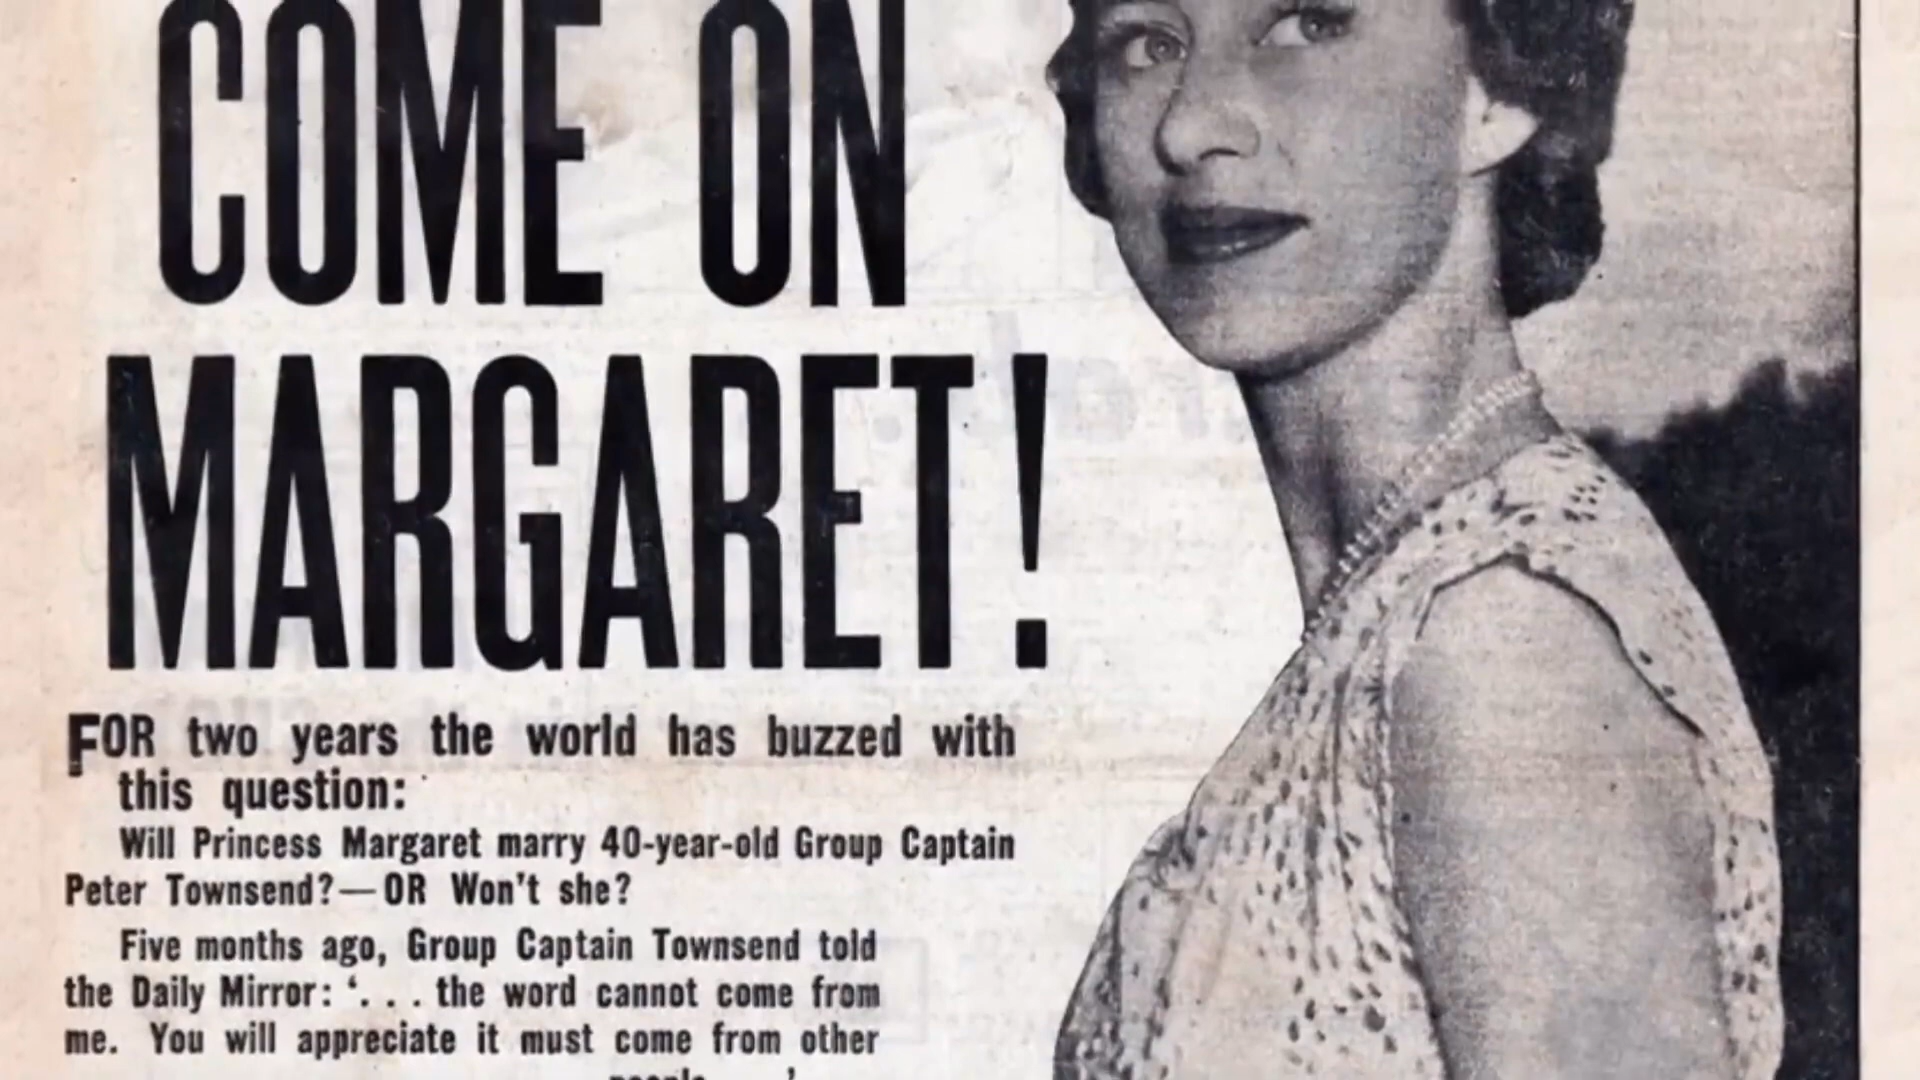 COME ON
MARGARET!
FOR two years the world has buzzed with
this question:
Will Princess Margaret marry 40-year-old Group Captain
Peter Townsend?—OR Won't she?
Five months ago, Group Captain Townsend told
the Daily Mirror: ‘. . . the word cannot come from
me. You will appreciate it must come from other
people . . .’